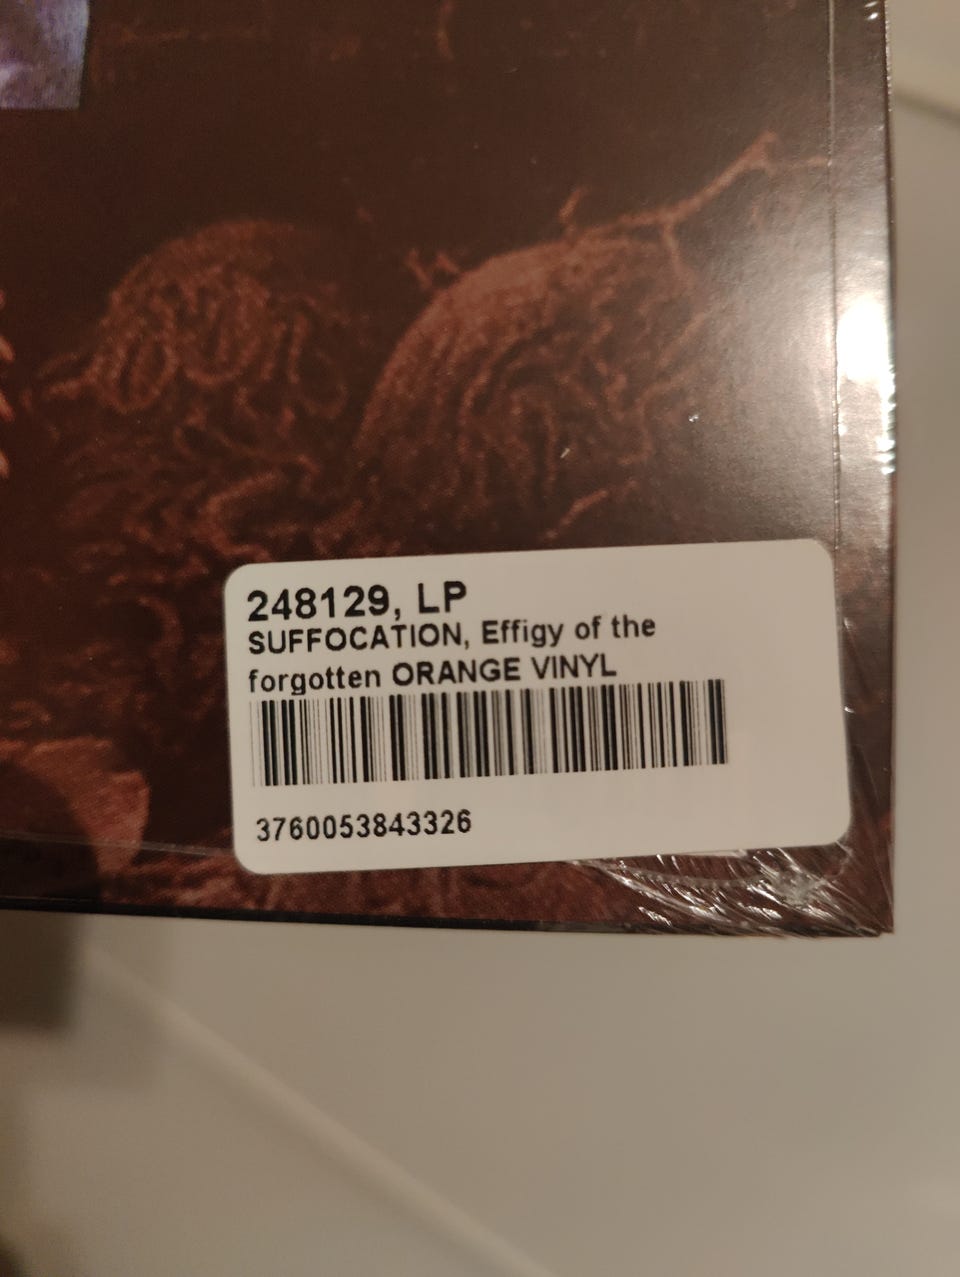 248129, LP
SUFFOCATION, Effigy of the
forgotten ORANGE VINYL
3760053843326